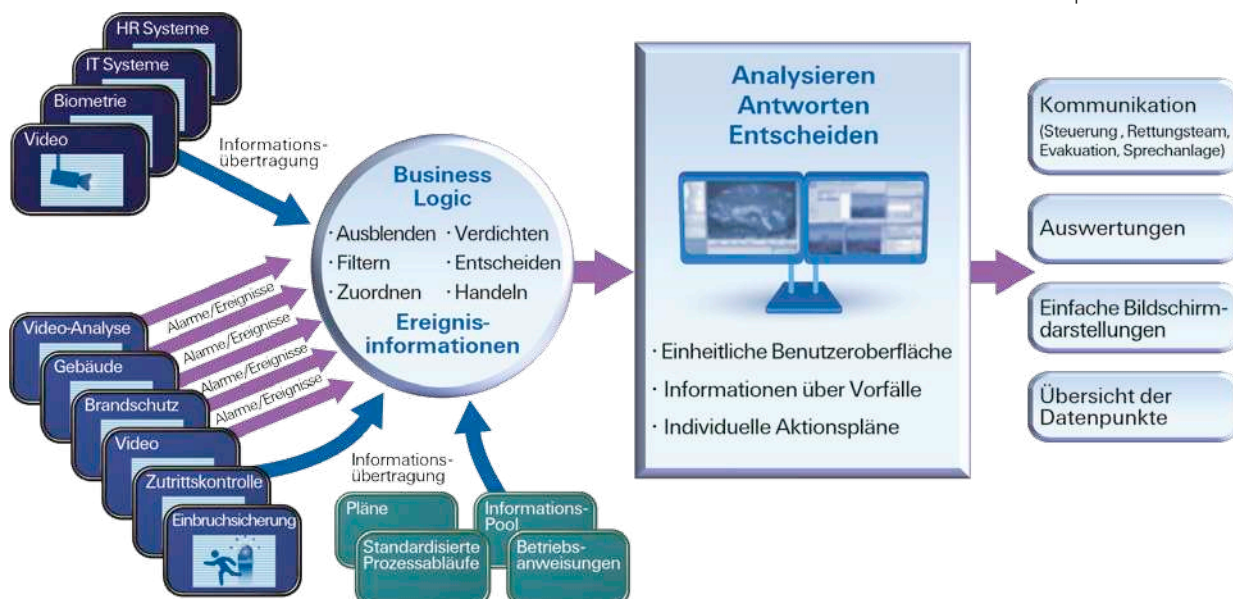 HR Systeme
IT Systeme
Biometrie
Video
Informations-
übertragung
Business
Logic
· Ausblenden · Verdichten
· Filtern · Entscheiden
· Zuordnen · Handeln
Ereignis-
informationen
Alarme/Ereignisse
Alarme/Ereignisse
Alarme/Ereignisse
Alarme/Ereignisse
Video-Analyse
Gebäude
Brandschutz
Video
Zutrittskontrolle
Einbruchsicherung
Informations-
übertragung
Pläne
Standardisierte
Prozessabläufe
Informations-
Pool
Betriebs-
anweisungen
Analysieren
Antworten
Entscheiden
· Einheitliche Benutzeroberfläche
· Informationen über Vorfälle
· Individuelle Aktionspläne
Kommunikation
(Steuerung , Rettungsteam,
Evakuation, Sprechanlage)
Auswertungen
Einfache Bildschirm-
darstellungen
Übersicht der
Datenpunkte